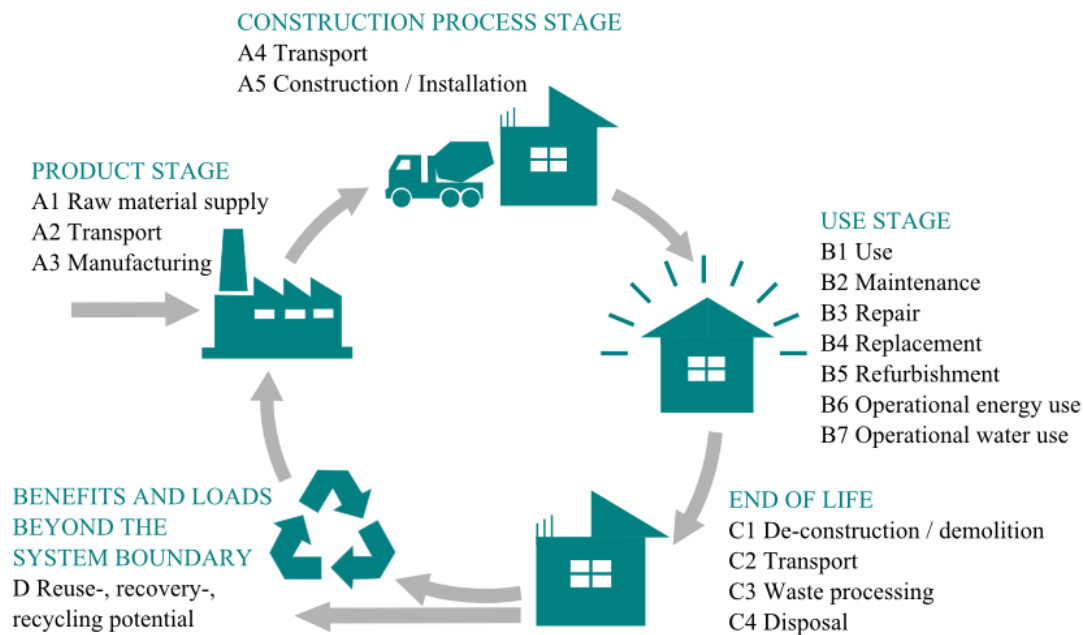 CONSTRUCTION PROCESS STAGE
A4 Transport
A5 Construction / Installation
PRODUCT STAGE
A1 Raw material supply
A2 Transport
A3 Manufacturing
USE STAGE
B1 Use
B2 Maintenance
B3 Repair
B4 Replacement
B5 Refurbishment
B6 Operational energy use
B7 Operational water use
BENEFITS AND LOADS
BEYOND THE
SYSTEM BOUNDARY
D Reuse-, recovery-,
recycling potential
END OF LIFE
C1 De-construction / demolition
C2 Transport
C3 Waste processing
C4 Disposal